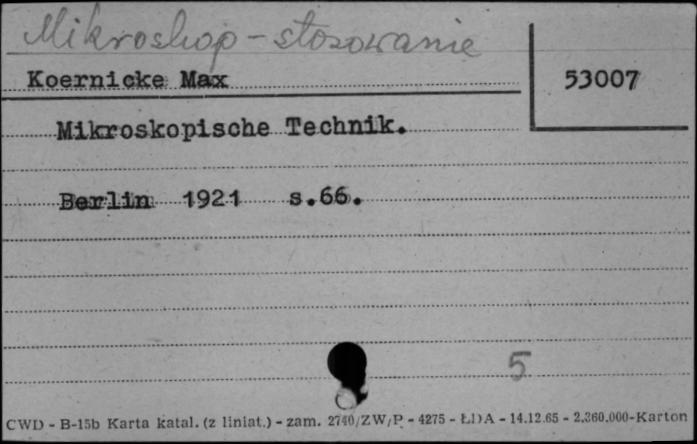 Mikroskop - stosowanie
Koernicke Max
53007
Mikroskopische Technik.
Berlin 1921 s.66.
5
CWD - B-15b Karta katal. (z liniat.) - zam. 2740/ZW/P - 4275 - ŁDA - 14.12.65 - 2.360.000-Karton